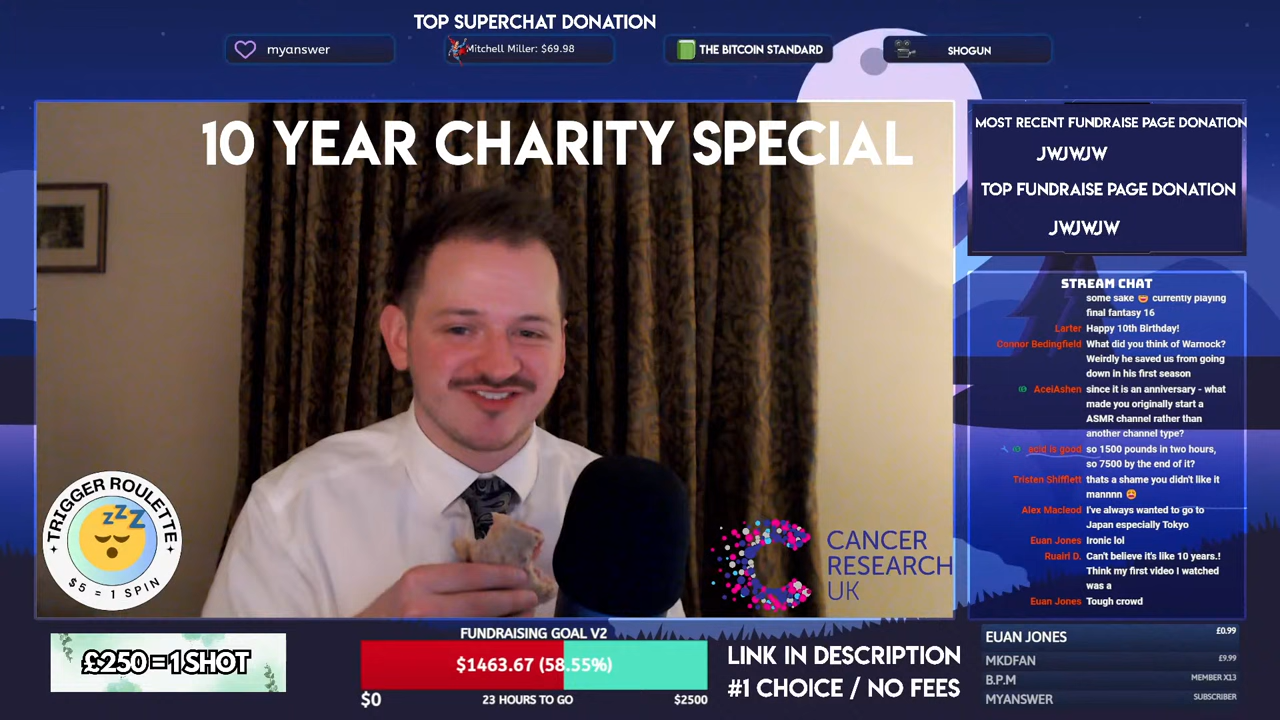 TOP SUPERCHAT DONATION
myanswer
Mitchell Miller: $69.98
THE BITCOIN STANDARD
SHOGUN
10 YEAR CHARITY SPECIAL
MOST RECENT FUNDRAISE PAGE DONATION
JWJWJW
TOP FUNDRAISE PAGE DONATION
JWJWJW
STREAM CHAT
some sake 😄 currently playing
final fantasy 16
Larter Happy 10th Birthday!
Connor Bedingfield What did you think of Warnock?
Weirdly he saved us from going
down in his first season
AceiAshen since it is an anniversary - what
made you originally start a
ASMR channel rather than
another channel type?
acid is good so 1500 pounds in two hours,
so 7500 by the end of it?
Tristen Shifflett thats a shame you didn't like it
mannnn 😩
Alex Macleod I've always wanted to go to
Japan especially Tokyo
Euan Jones Ironic lol
Ruairi D. Can't believe it's like 10 years.!
Think my first video I watched
was a
Euan Jones Tough crowd
TRIGGER ROULETTE
zzZ
$5 = 1 SPIN
CANCER
RESEARCH
UK
£250 = 1 SHOT
FUNDRAISING GOAL V2
$1463.67 (58.55%)
$0
23 HOURS TO GO
$2500
LINK IN DESCRIPTION
#1 CHOICE / NO FEES
EUAN JONES £0.99
MKDFAN £9.99
B.P.M MEMBER X13
MYANSWER SUBSCRIBER